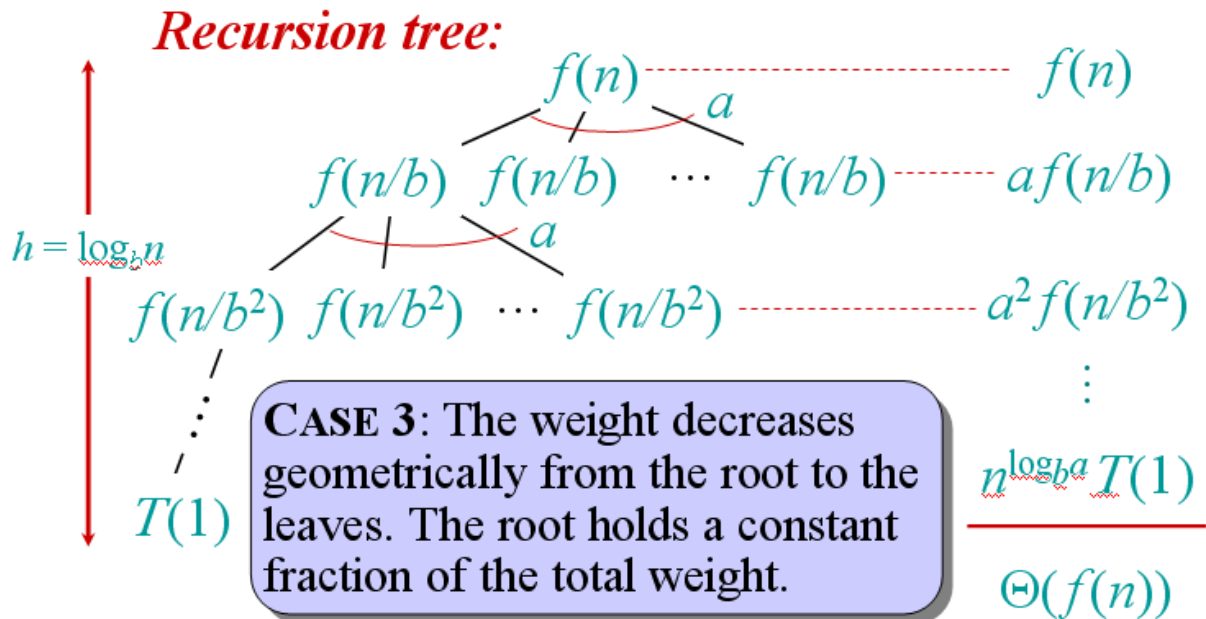 Recursion tree:
f(n) f(n)
a
f(n/b) f(n/b) ... f(n/b) af(n/b)
a
h = log_b n
f(n/b²) f(n/b²) ... f(n/b²) a² f(n/b²)
⋮
CASE 3: The weight decreases
geometrically from the root to the
leaves. The root holds a constant
fraction of the total weight.
n^{log_b a} T(1)
T(1)
Θ(f(n))